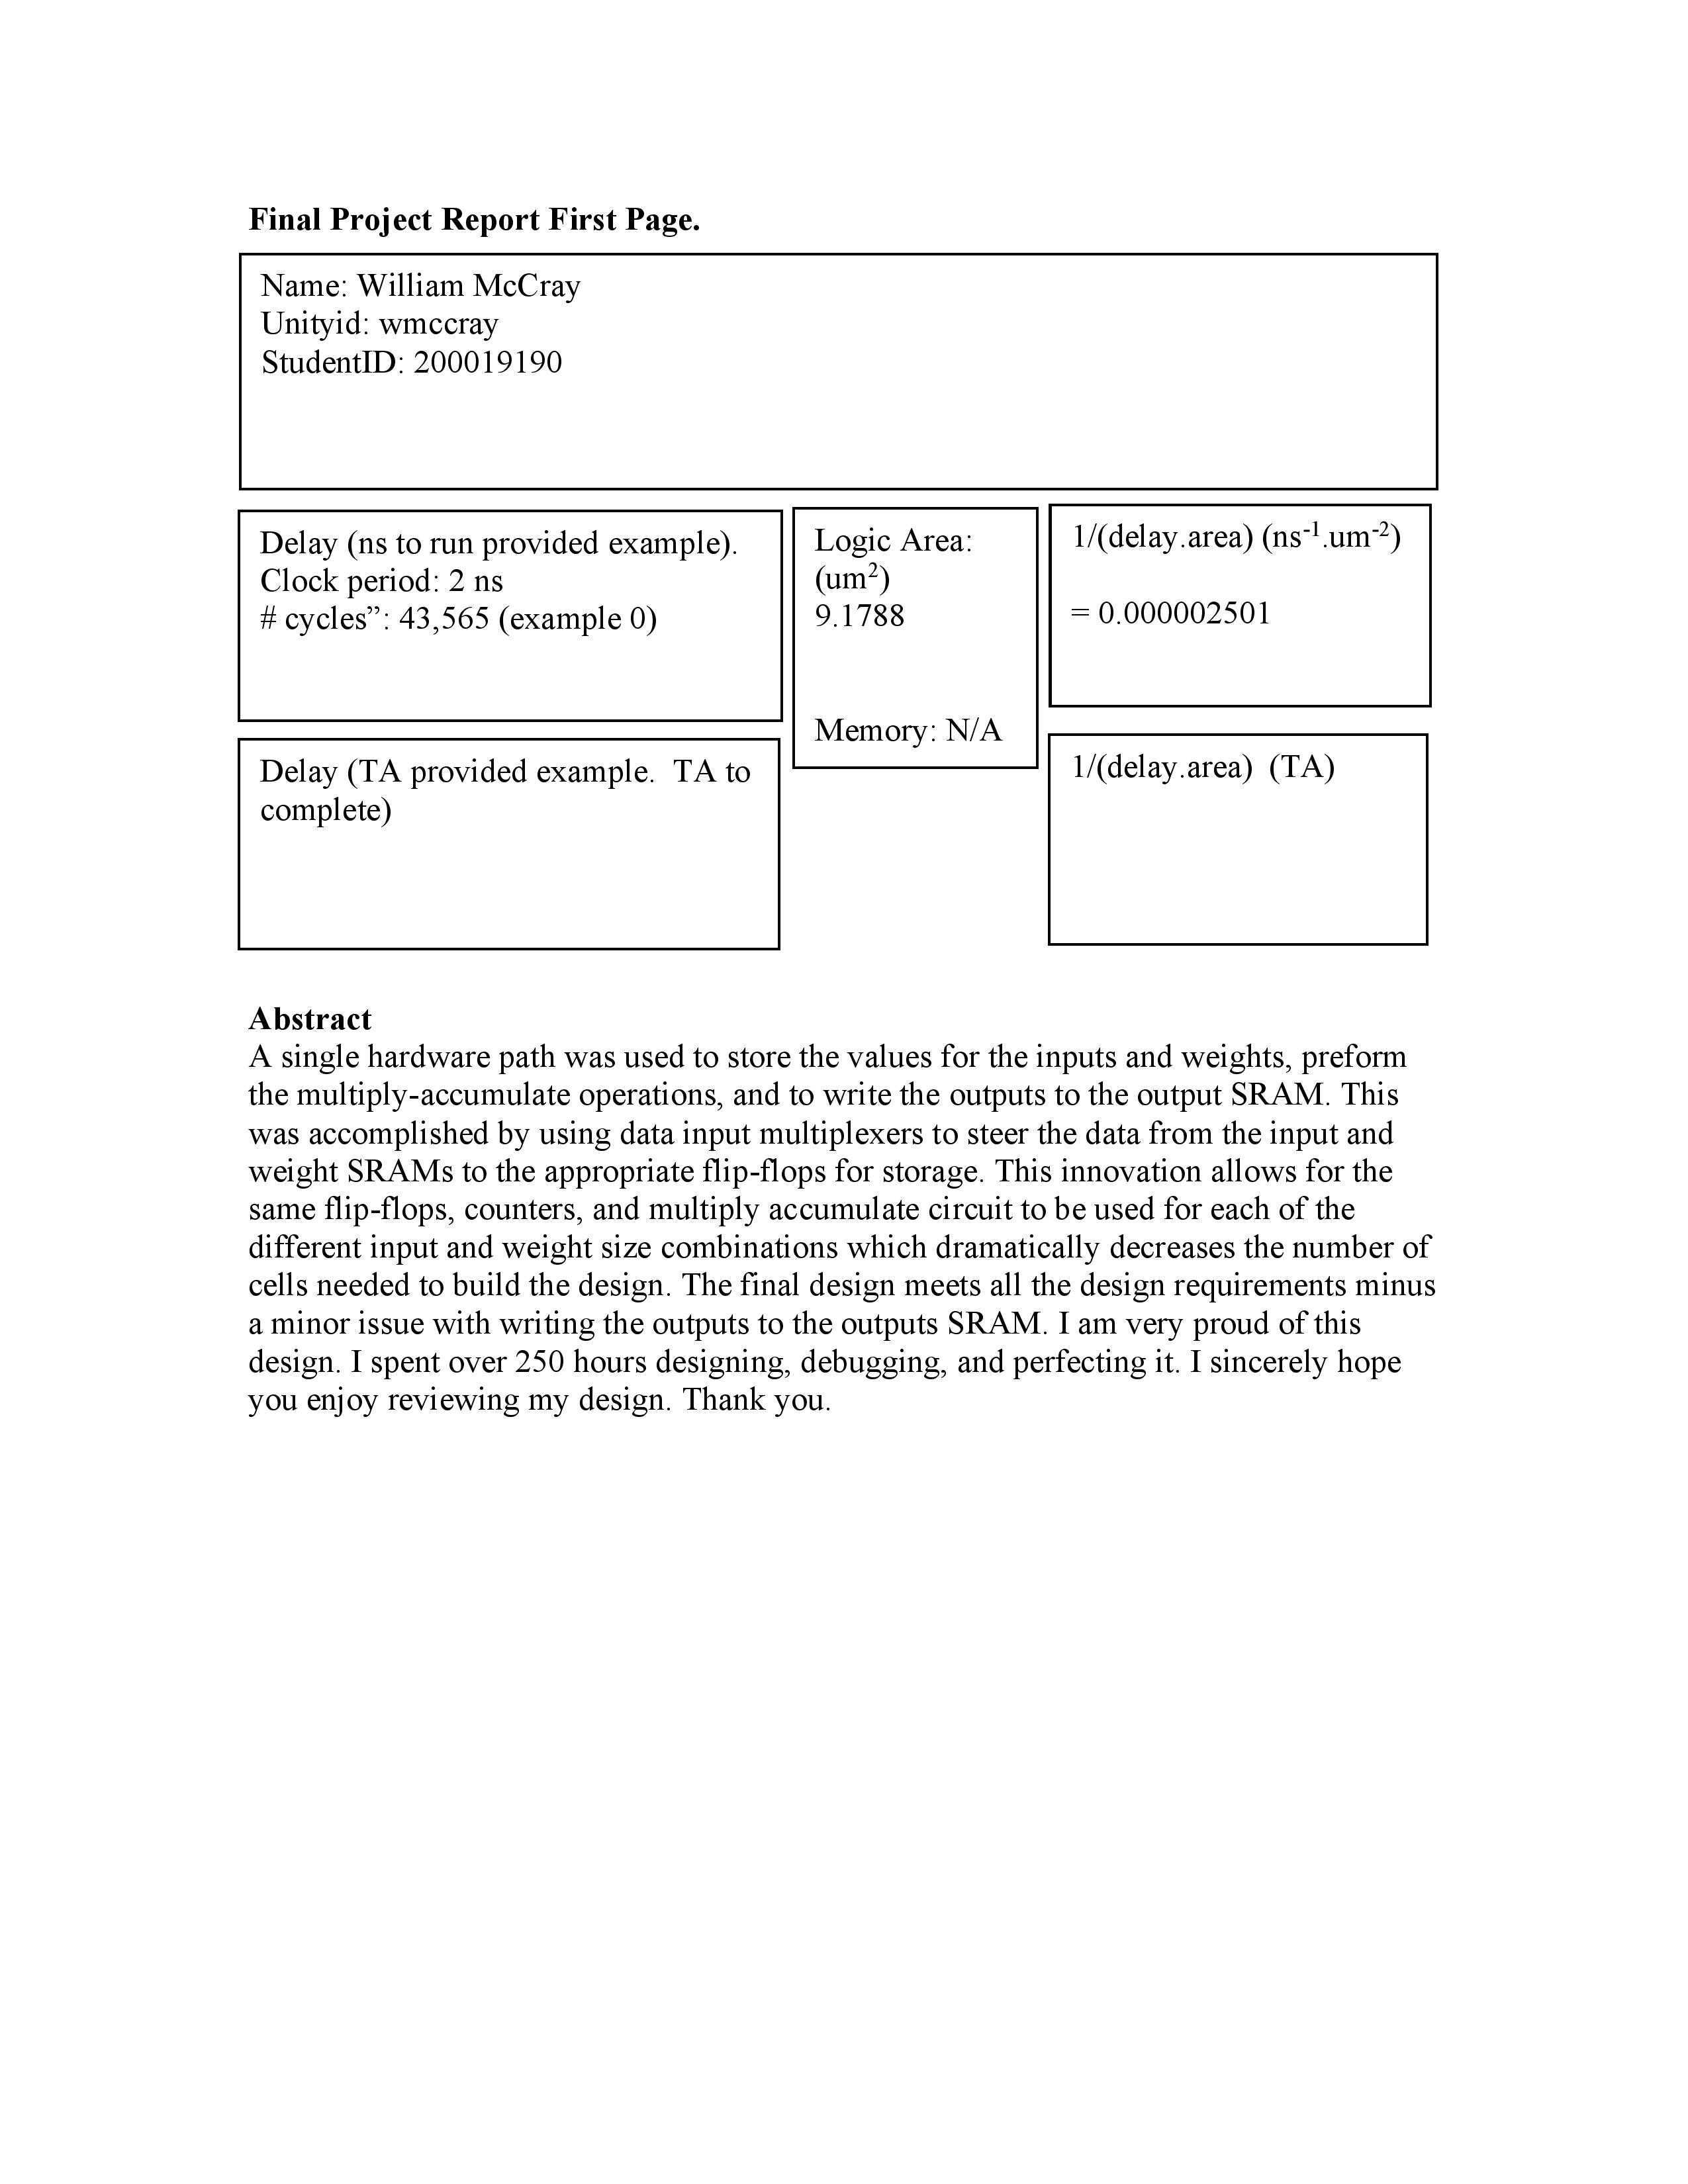 Final Project Report First Page.
Name: William McCray
Unityid: wmccray
StudentID: 200019190
Delay (ns to run provided example).
Clock period: 2 ns
# cycles”: 43,565 (example 0)
Logic Area:
(um²)
9.1788
Memory: N/A
1/(delay.area) (ns⁻¹.um⁻²)
= 0.000002501
Delay (TA provided example.  TA to
complete)
1/(delay.area)  (TA)
Abstract
A single hardware path was used to store the values for the inputs and weights, preform
the multiply-accumulate operations, and to write the outputs to the output SRAM. This
was accomplished by using data input multiplexers to steer the data from the input and
weight SRAMs to the appropriate flip-flops for storage. This innovation allows for the
same flip-flops, counters, and multiply accumulate circuit to be used for each of the
different input and weight size combinations which dramatically decreases the number of
cells needed to build the design. The final design meets all the design requirements minus
a minor issue with writing the outputs to the outputs SRAM. I am very proud of this
design. I spent over 250 hours designing, debugging, and perfecting it. I sincerely hope
you enjoy reviewing my design. Thank you.